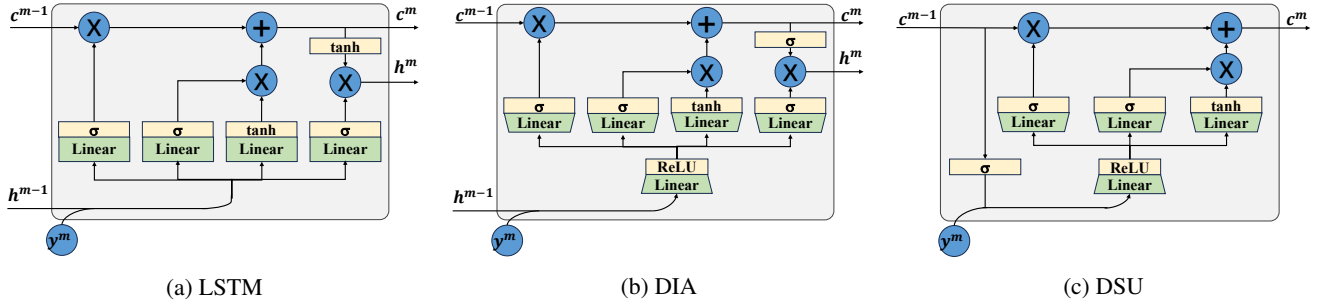 c^{m-1} X + c^m
tanh
X h^m
σ σ tanh σ
Linear Linear Linear Linear
h^{m-1}
y^m
(a) LSTM
c^{m-1} X + c^m
σ
X X h^m
σ σ tanh σ
Linear Linear Linear Linear
ReLU
Linear
h^{m-1}
y^m
(b) DIA
c^{m-1} X + c^m
X
σ σ tanh
Linear Linear Linear
σ ReLU
Linear
y^m
(c) DSU